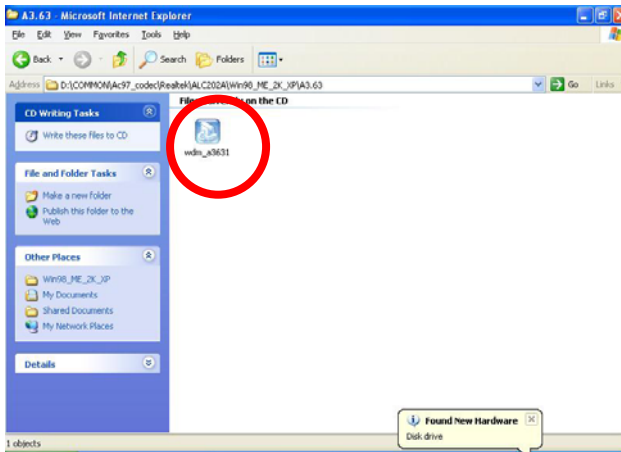 A3.63 - Microsoft Internet Explorer
File Edit View Favorites Tools Help
Back Search Folders
Address D:\COMMON\Ac97_codec\Realtek\ALC202A\Win98_ME_2K_XP\A3.63 Go Links
CD Writing Tasks
Write these files to CD
File and Folder Tasks
Make a new folder
Publish this folder to the
Web
Other Places
Win98_ME_2K_XP
My Documents
Shared Documents
My Network Places
Details
on the CD
wdm_a3631
Found New Hardware
Disk drive
1 objects